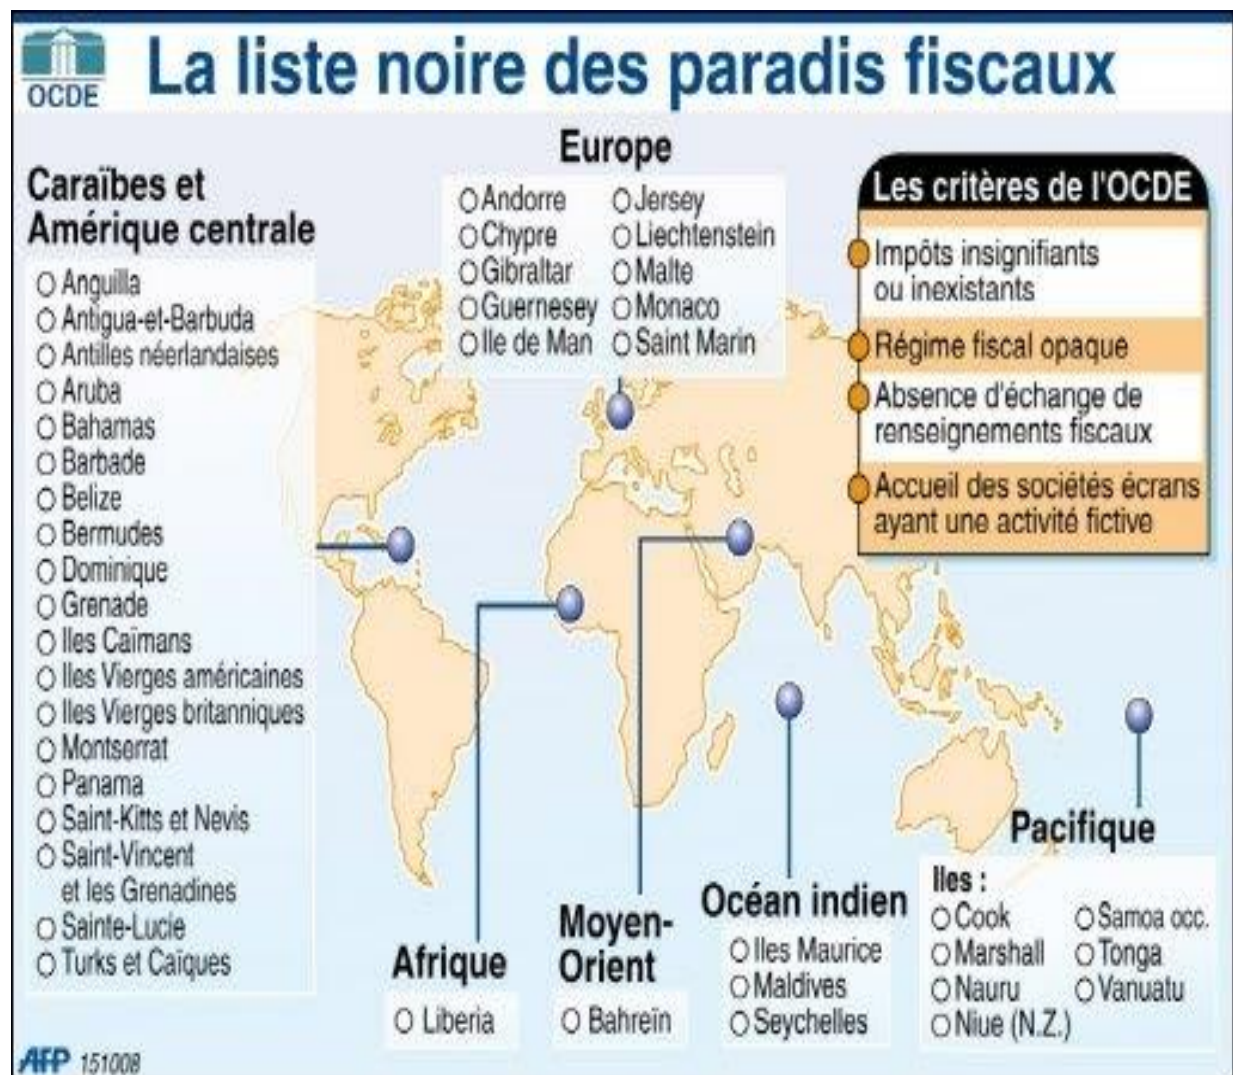 OCDE
La liste noire des paradis fiscaux
Caraïbes et
Amérique centrale
Anguilla
Antigua-et-Barbuda
Antilles néerlandaises
Aruba
Bahamas
Barbade
Belize
Bermudes
Dominique
Grenade
Iles Caïmans
Iles Vierges américaines
Iles Vierges britanniques
Montserrat
Panama
Saint-Kitts et Nevis
Saint-Vincent
et les Grenadines
Sainte-Lucie
Turks et Caïques
Europe
Andorre
Chypre
Gibraltar
Guernesey
Ile de Man
Jersey
Liechtenstein
Malte
Monaco
Saint Marin
Les critères de l'OCDE
Impôts insignifiants
ou inexistants
Régime fiscal opaque
Absence d'échange de
renseignements fiscaux
Accueil des sociétés écrans
ayant une activité fictive
Afrique
Liberia
Moyen-
Orient
Bahreïn
Océan indien
Iles Maurice
Maldives
Seychelles
Pacifique
Iles :
Cook
Marshall
Nauru
Niue (N.Z.)
Samoa occ.
Tonga
Vanuatu
AFP 151008